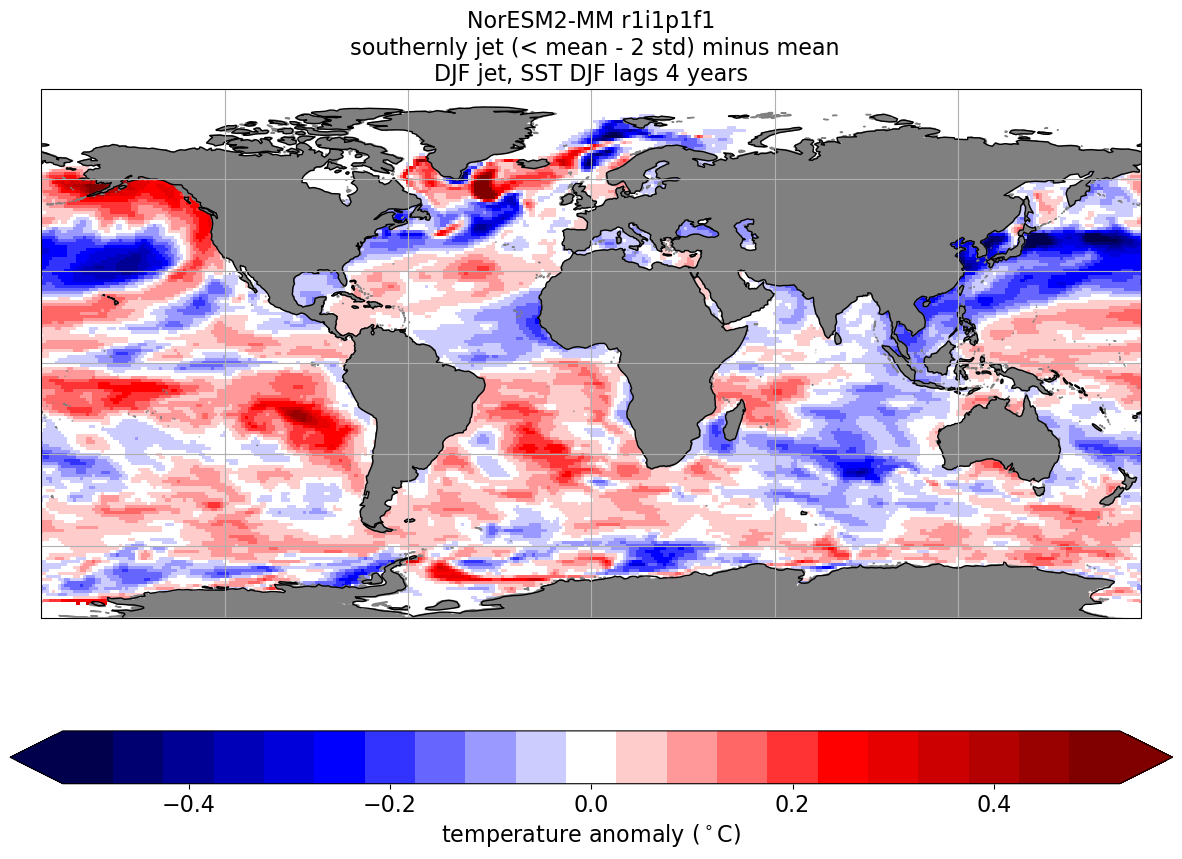 NorESM2-MM r1i1p1f1
southernly jet (< mean - 2 std) minus mean
DJF jet, SST DJF lags 4 years
−0.4 −0.2 0.0 0.2 0.4
temperature anomaly (°C)